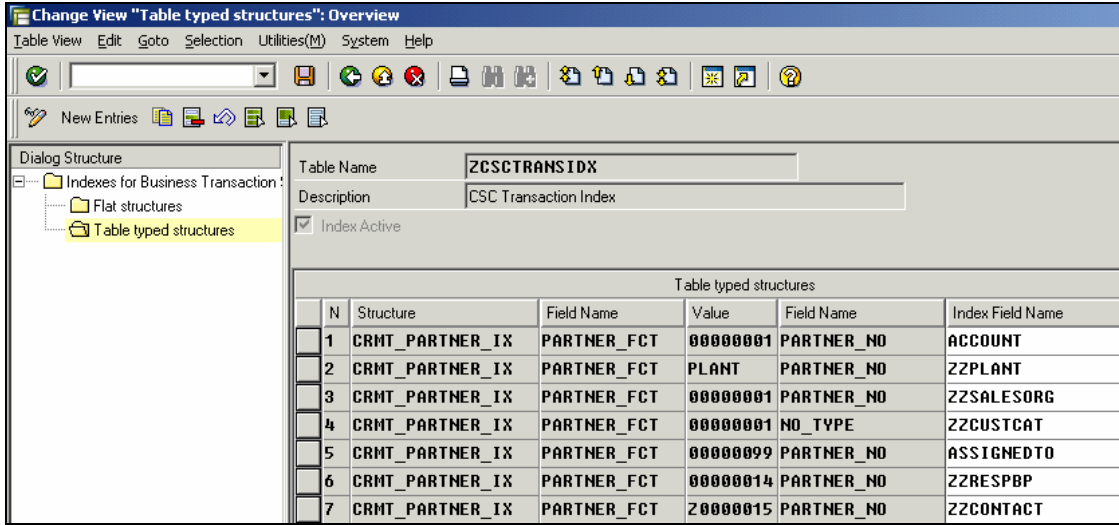 Change View "Table typed structures": Overview
Table View Edit Goto Selection Utilities(M) System Help
New Entries
Dialog Structure
Indexes for Business Transaction
Flat structures
Table typed structures
Table Name ZCSCTRANSIDX
Description CSC Transaction Index
Index Active
Table typed structures
N Structure Field Name Value Field Name Index Field Name
1 CRMT_PARTNER_IX PARTNER_FCT 00000001 PARTNER_NO ACCOUNT
2 CRMT_PARTNER_IX PARTNER_FCT PLANT PARTNER_NO ZZPLANT
3 CRMT_PARTNER_IX PARTNER_FCT 00000001 PARTNER_NO ZZSALESORG
4 CRMT_PARTNER_IX PARTNER_FCT 00000001 NO_TYPE ZZCUSTCAT
5 CRMT_PARTNER_IX PARTNER_FCT 00000099 PARTNER_NO ASSIGNEDTO
6 CRMT_PARTNER_IX PARTNER_FCT 00000014 PARTNER_NO ZZRESPBP
7 CRMT_PARTNER_IX PARTNER_FCT Z0000015 PARTNER_NO ZZCONTACT